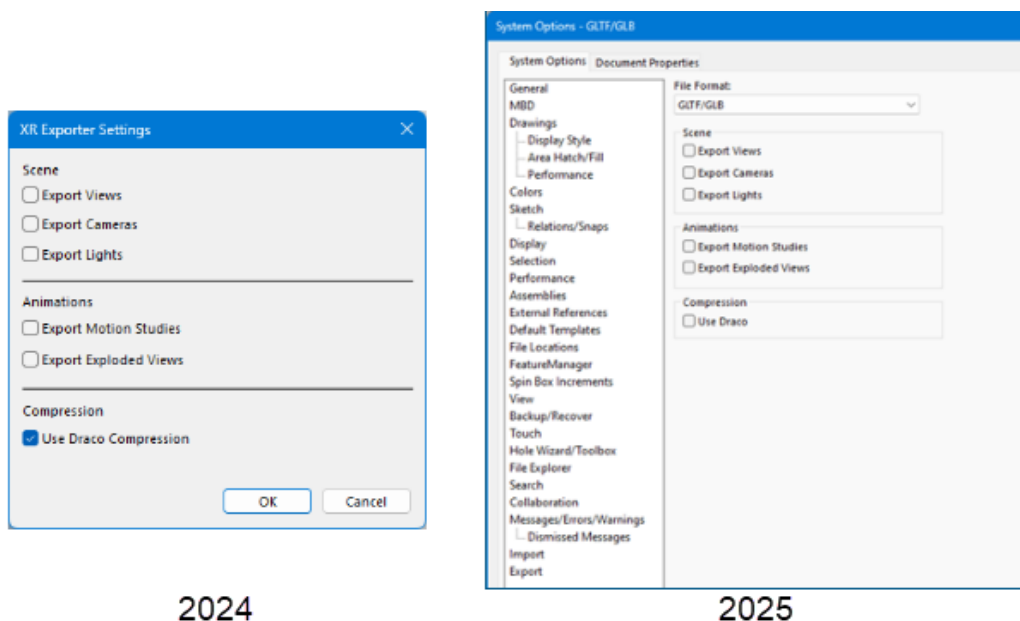 XR Exporter Settings
Scene
Export Views
Export Cameras
Export Lights
Animations
Export Motion Studies
Export Exploded Views
Compression
Use Draco Compression
OK Cancel
2024
System Options - GLTF/GLB
System Options Document Properties
General
MBD
Drawings
Display Style
Area Hatch/Fill
Performance
Colors
Sketch
Relations/Snaps
Display
Selection
Performance
Assemblies
External References
Default Templates
File Locations
FeatureManager
Spin Box Increments
View
Backup/Recover
Touch
Hole Wizard/Toolbox
File Explorer
Search
Collaboration
Messages/Errors/Warnings
Dismissed Messages
Import
Export
File Format:
GLTF/GLB
Scene
Export Views
Export Cameras
Export Lights
Animations
Export Motion Studies
Export Exploded Views
Compression
Use Draco
2025